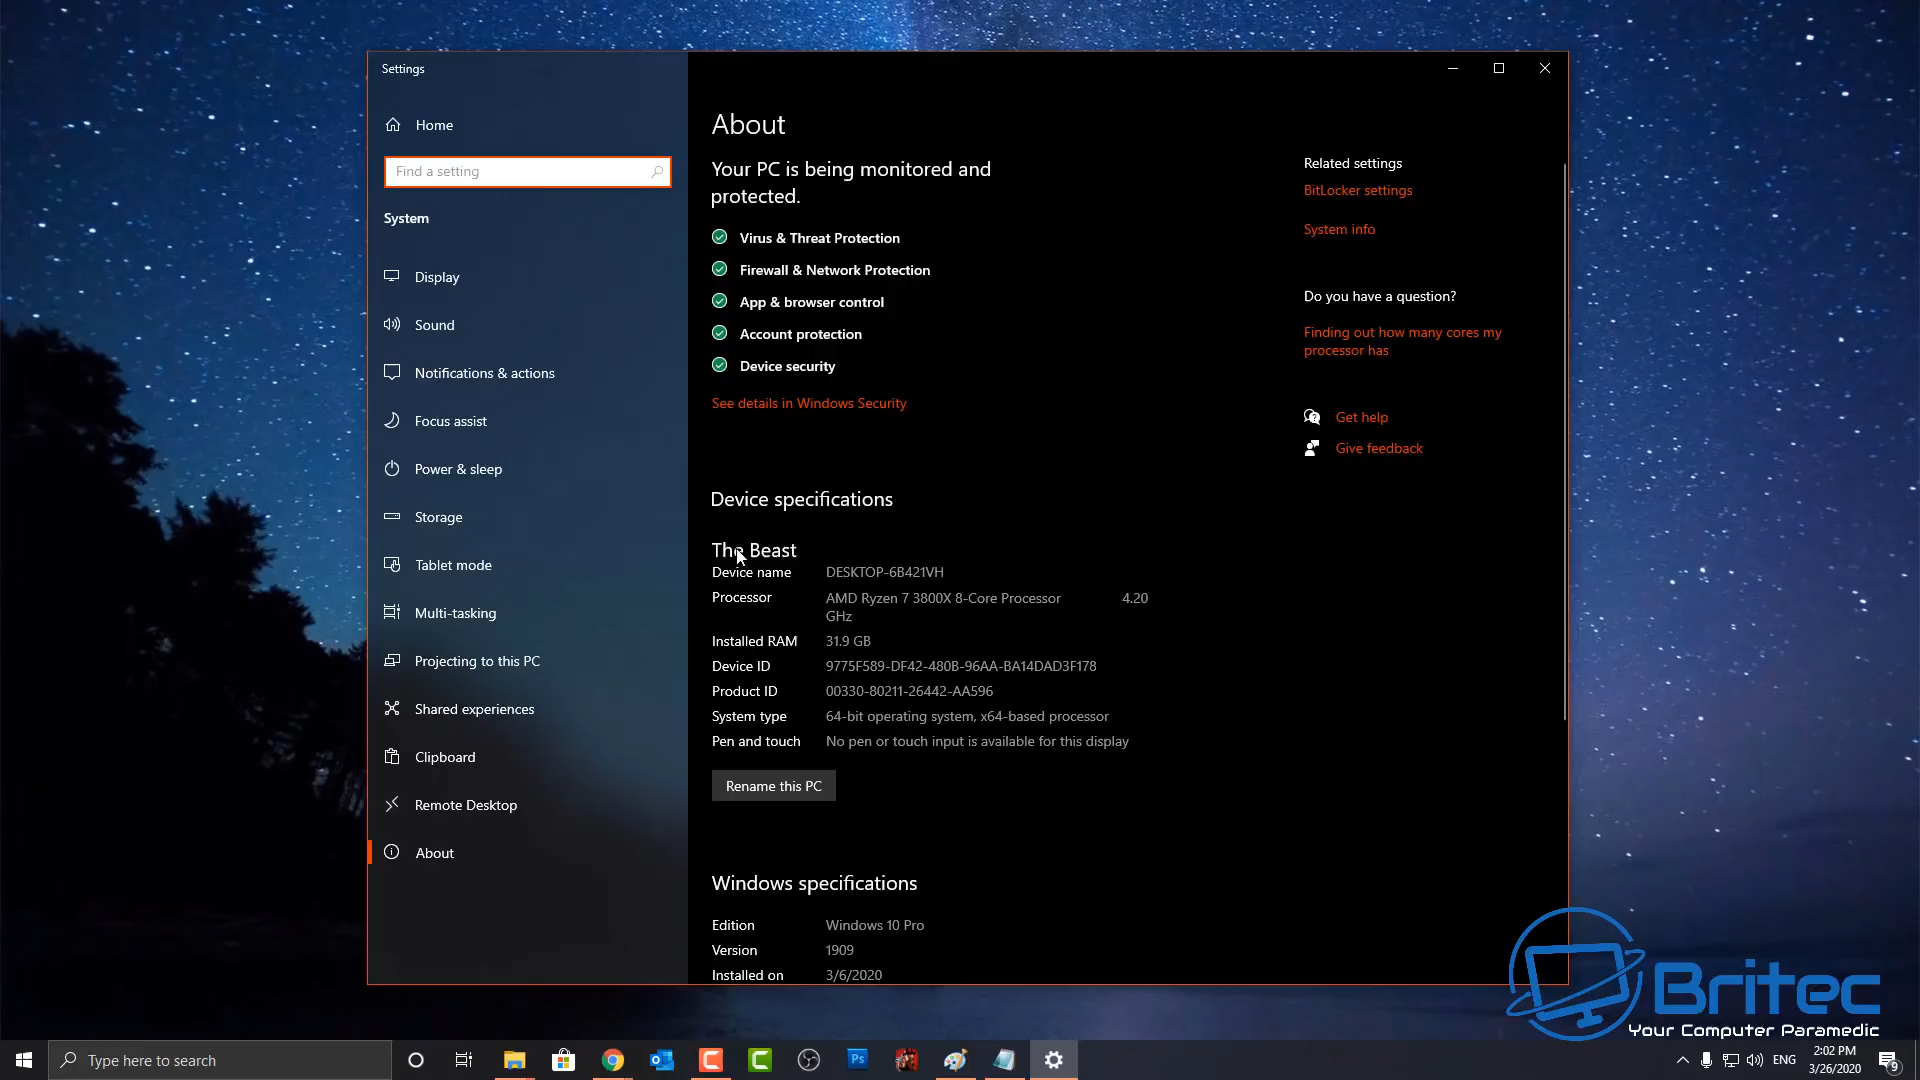 Settings
Home
Find a setting
System
Display
Sound
Notifications & actions
Focus assist
Power & sleep
Storage
Tablet mode
Multi-tasking
Projecting to this PC
Shared experiences
Clipboard
Remote Desktop
About
About
Your PC is being monitored and
protected.
Virus & Threat Protection
Firewall & Network Protection
App & browser control
Account protection
Device security
See details in Windows Security
Device specifications
The Beast
Device name DESKTOP-6B421VH
Processor AMD Ryzen 7 3800X 8-Core Processor 4.20
GHz
Installed RAM 31.9 GB
Device ID 9775F589-DF42-480B-96AA-BA14DAD3F178
Product ID 00330-80211-26442-AA596
System type 64-bit operating system, x64-based processor
Pen and touch No pen or touch input is available for this display
Rename this PC
Windows specifications
Edition Windows 10 Pro
Version 1909
Installed on 3/6/2020
Related settings
BitLocker settings
System info
Do you have a question?
Finding out how many cores my
processor has
Get help
Give feedback
Britec
Your Computer Paramedic
Type here to search
Ps
ENG
2:02 PM
3/26/2020
9